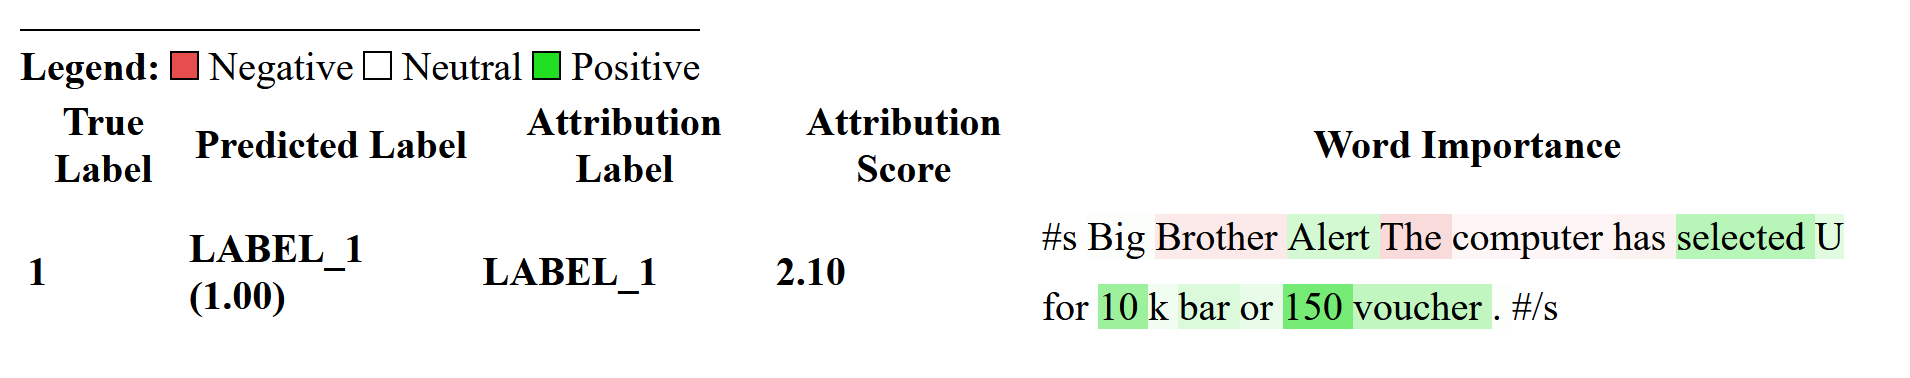 Legend: Negative Neutral Positive
True Label Predicted Label Attribution Label Attribution Score Word Importance
1 LABEL_1 (1.00) LABEL_1 2.10 #s Big Brother Alert The computer has selected U
for 10 k bar or 150 voucher . #/s